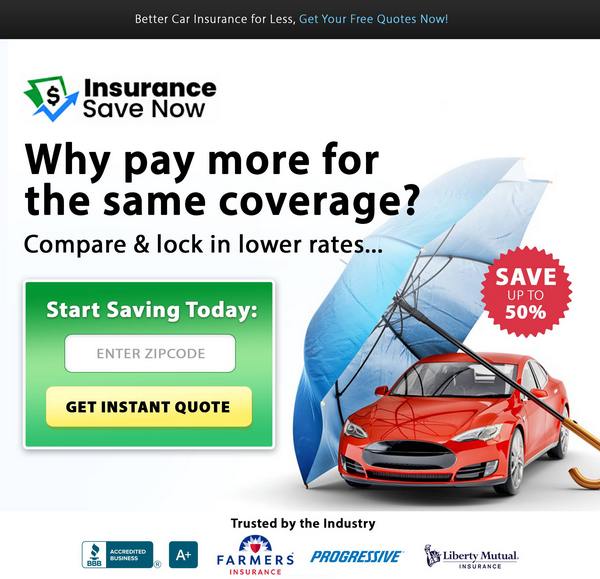 Better Car Insurance for Less, Get Your Free Quotes Now!
$
Insurance
Save Now
Why pay more for
the same coverage?
Compare & lock in lower rates...
SAVE
UP TO
50%
Start Saving Today:
ENTER ZIPCODE
GET INSTANT QUOTE
Trusted by the Industry
BBB
ACCREDITED
BUSINESS
®
A+
FARMERS
INSURANCE
PROGRESSIVE
Liberty Mutual.
INSURANCE